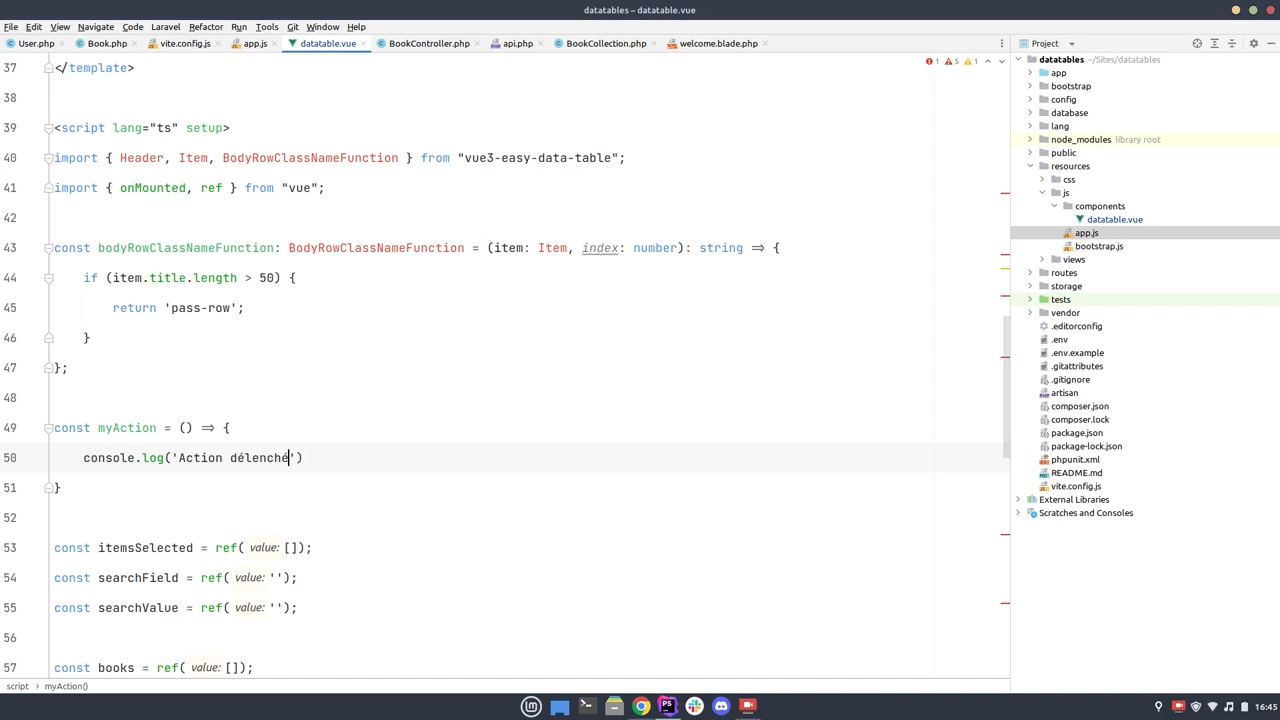 datatables – datatable.vue
File Edit View Navigate Code Laravel Refactor Run Tools Git Window Help
User.php Book.php vite.config.js app.js datatable.vue BookController.php api.php BookCollection.php welcome.blade.php
Project
1 5 1
37 </template>
38
39 <script lang="ts" setup>
40 import { Header, Item, BodyRowClassNameFunction } from "vue3-easy-data-table";
41 import { onMounted, ref } from "vue";
42
43 const bodyRowClassNameFunction: BodyRowClassNameFunction = (item: Item, index: number): string => {
44 if (item.title.length > 50) {
45 return 'pass-row';
46 }
47 };
48
49 const myAction = () => {
50 console.log('Action délenché')
51 }
52
53 const itemsSelected = ref( value: []);
54 const searchField = ref( value: '');
55 const searchValue = ref( value: '');
56
57 const books = ref( value: []);
script myAction()
datatables ~/Sites/datatables
app
bootstrap
config
database
lang
node_modules library root
public
resources
css
js
components
datatable.vue
app.js
bootstrap.js
views
routes
storage
tests
vendor
.editorconfig
.env
.env.example
.gitattributes
.gitignore
artisan
composer.json
composer.lock
package.json
package-lock.json
phpunit.xml
README.md
vite.config.js
External Libraries
Scratches and Consoles
16:45